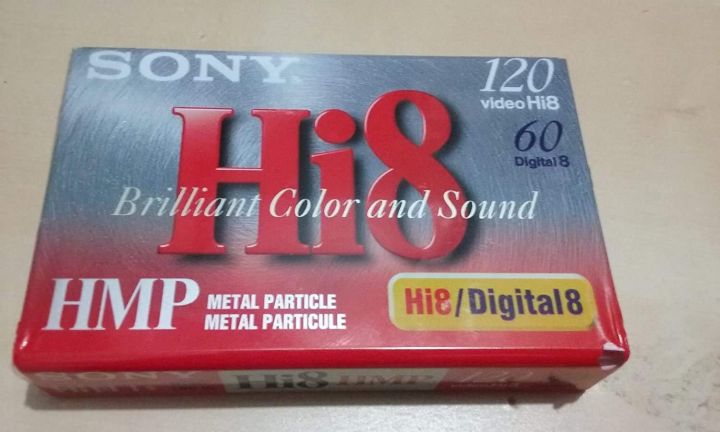 SONY
120
video Hi8
60
Digital 8
Hi8
Brilliant Color and Sound
HMP METAL PARTICLE
METAL PARTICULE
Hi8/Digital8
SONY
Hi8 HMP
120